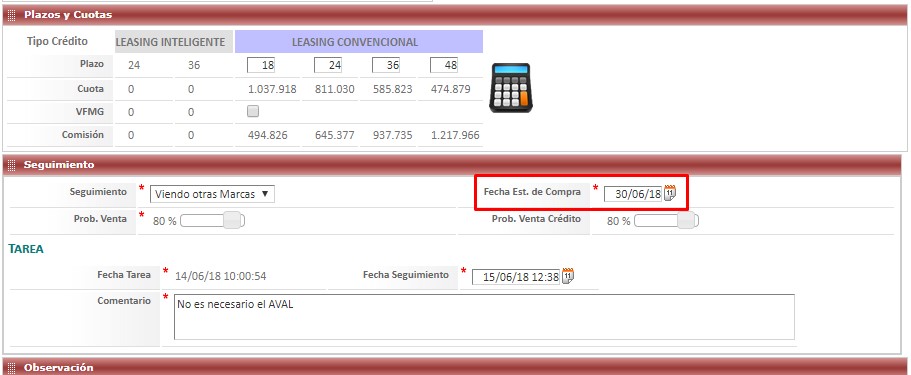 Plazos y Cuotas
Tipo Crédito LEASING INTELIGENTE LEASING CONVENCIONAL
Plazo 24 36 18 24 36 48
Cuota 0 0 1.037.918 811.030 585.823 474.879
VFMG 0 0
Comisión 0 0 494.826 645.377 937.735 1.217.966
Seguimiento
Seguimiento * Viendo otras Marcas ▼ Fecha Est. de Compra * 30/06/18 11
Prob. Venta * 80 % Prob. Venta Crédito 80 %
TAREA
Fecha Tarea * 14/06/18 10:00:54 Fecha Seguimiento * 15/06/18 12:38 11
Comentario * No es necesario el AVAL
Observación